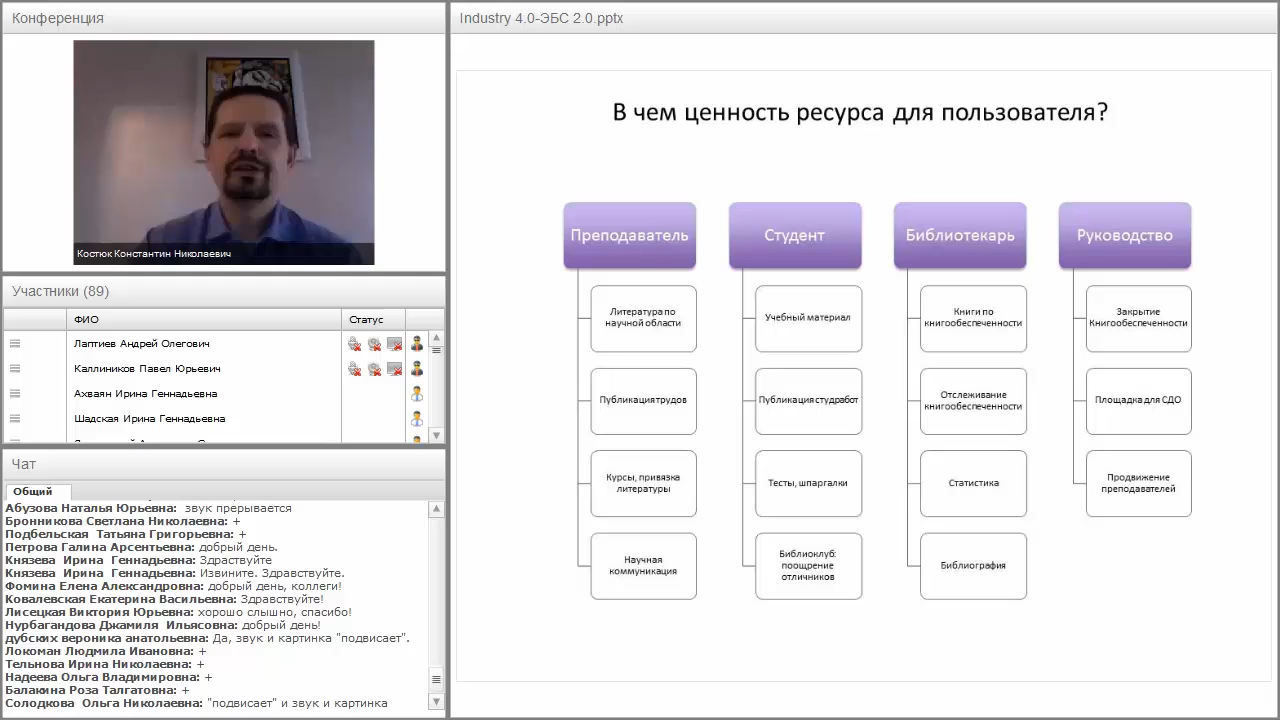 Конференция
Костюк Константин Николаевич
Участники (89)
ФИО
Статус
Лаптиев Андрей Олегович
Каллиников Павел Юрьевич
Ахваян Ирина Геннадьевна
Шадская Ирина Геннадьевна
Чат
Общий
Абузова Наталья Юрьевна: звук прерывается
Бронникова Светлана Николаевна: +
Подбельская Татьяна Григорьевна: +
Петрова Галина Арсентьевна: добрый день.
Князева Ирина Геннадьевна: Здраствуйте
Князева Ирина Геннадьевна: Извините. Здравствуйте.
Фомина Елена Александровна: добрый день, коллеги!
Ковалевская Екатерина Васильевна: Здравствуйте!
Лисецкая Виктория Юрьевна: хорошо слышно, спасибо!
Нурбагандова Джамиля Ильясовна: добрый день!
дубских вероника анатольевна: Да, звук и картинка "подвисает".
Локоман Людмила Ивановна: +
Тельнова Ирина Николаевна: +
Надеева Ольга Владимировна: +
Балакина Роза Талгатовна: +
Солодкова Ольга Николаевна: "подвисает" и звук и картинка
Industry 4.0-ЭБС 2.0.pptx
В чем ценность ресурса для пользователя?
Преподаватель
Литература по
научной области
Публикация трудов
Курсы, привязка
литературы
Научная
коммуникация
Студент
Учебный материал
Публикация студработ
Тесты, шпаргалки
Библиоклуб:
поощрение
отличников
Библиотекарь
Книги по
книгообеспеченности
Отслеживание
книгообеспеченности
Статистика
Библиография
Руководство
Закрытие
Книгообеспеченности
Площадка для СДО
Продвижение
преподавателей